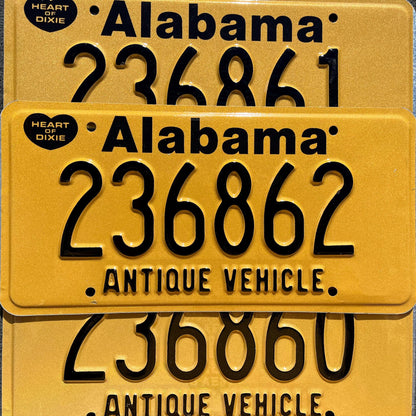 HEART
OF
DIXIE
Alabama
236861
HEART
OF
DIXIE
Alabama
236862
ANTIQUE VEHICLE
236860
ANTIQUE VEHICLE